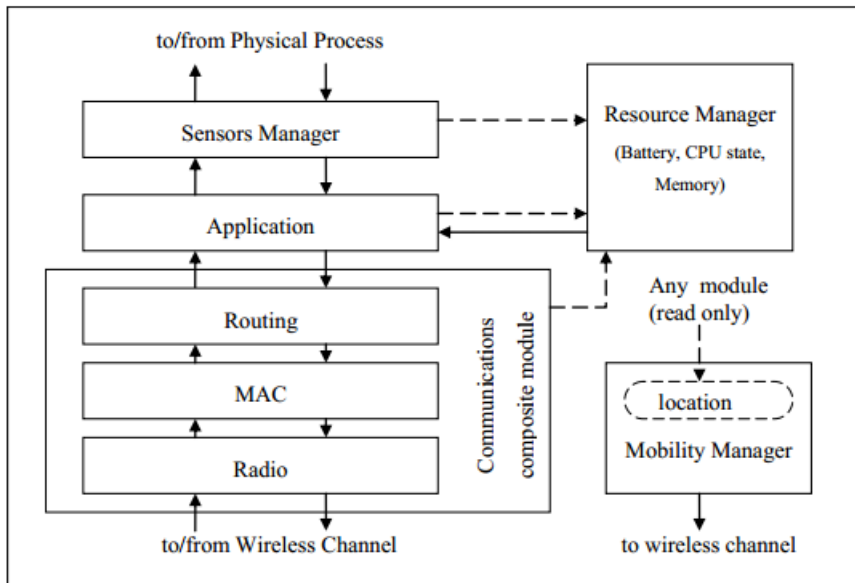 to/from Physical Process
Sensors Manager
Resource Manager
(Battery, CPU state,
Memory)
Application
Routing
MAC
Radio
Communications
composite module
Any module
(read only)
location
Mobility Manager
to/from Wireless Channel
to wireless channel